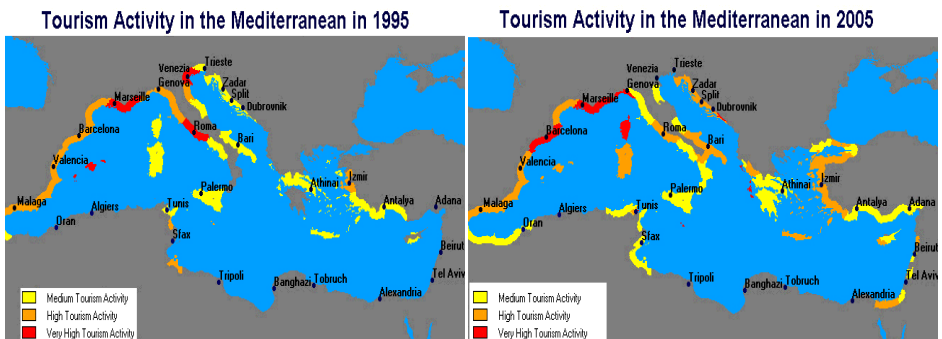 Tourism Activity in the Mediterranean in 1995
Trieste
Venezia
Genova
Zadar
Split
Dubrovnik
Marseille
Roma
Bari
Barcelona
Valencia
Izmir
Athinai
Palermo
Antalya
Adana
Malaga
Tunis
Oran
Algiers
Sfax
Beirut
Tripoli
Banghazi
Tobruch
Tel Aviv
Alexandria
Medium Tourism Activity
High Tourism Activity
Very High Tourism Activity
Tourism Activity in the Mediterranean in 2005
Trieste
Venezia
Genova
Zadar
Split
Dubrovnik
Marseille
Roma
Bari
Barcelona
Valencia
Izmir
Athinai
Palermo
Antalya
Adana
Malaga
Tunis
Oran
Algiers
Sfax
Beirut
Tripoli
Banghazi
Tobruch
Tel Aviv
Alexandria
Medium Tourism Activity
High Tourism Activity
Very High Tourism Activity